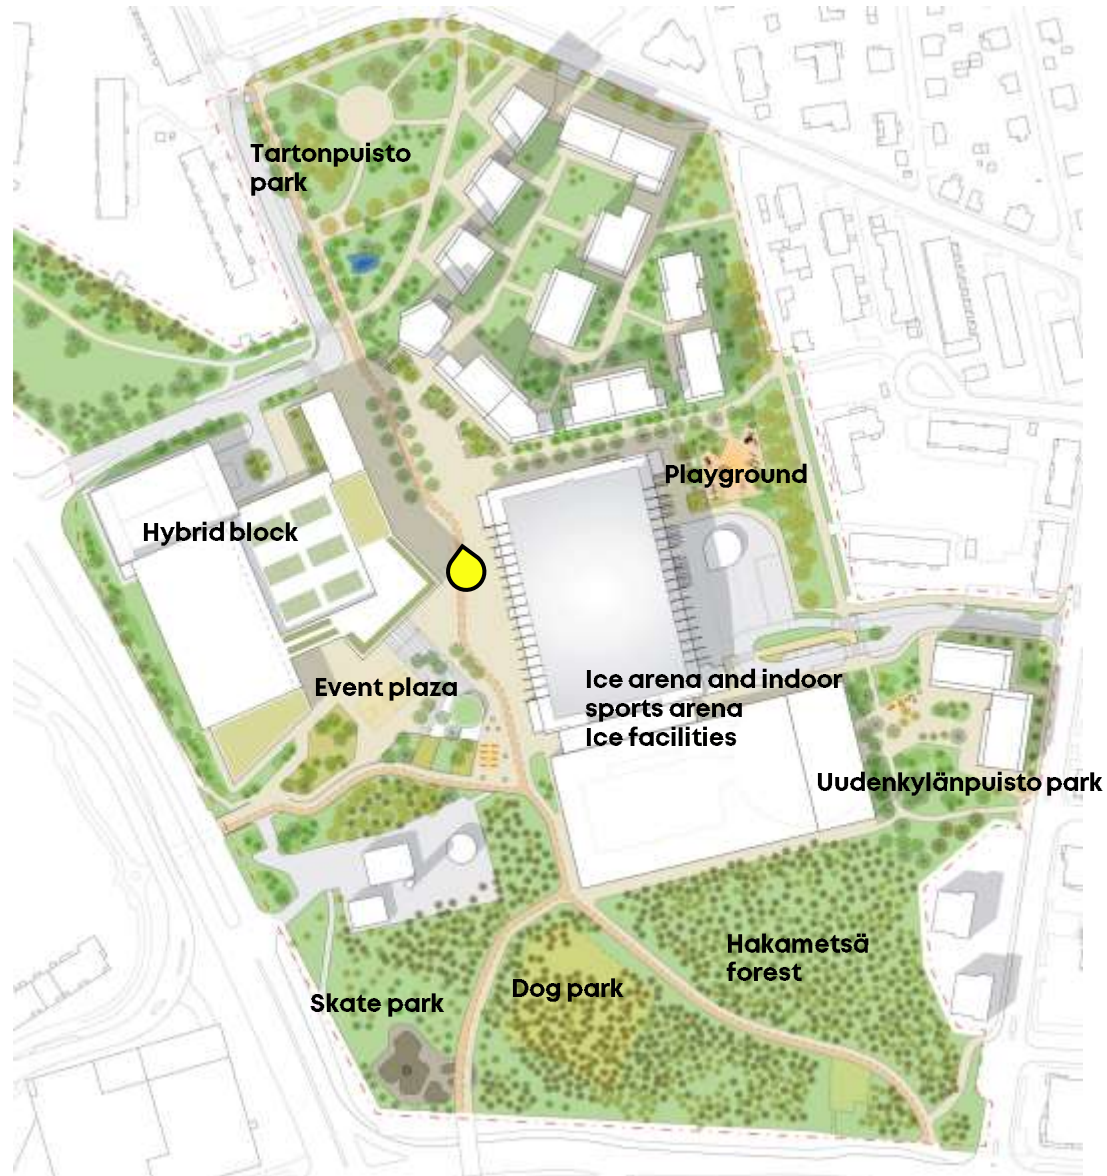 Tartonpuisto
park
Playground
Hybrid block
Event plaza
Ice arena and indoor
sports arena
Ice facilities
Uudenkylänpuisto park
Hakametsä
forest
Dog park
Skate park